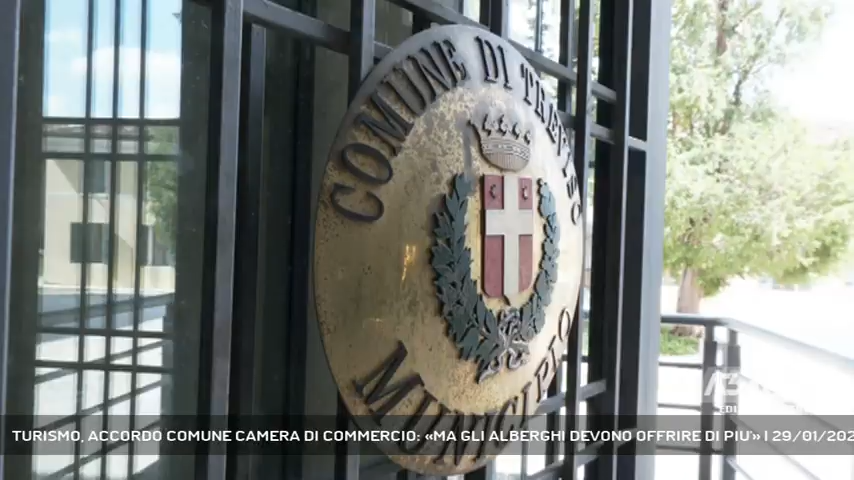 COMUNE DI TREVISO
MUNICIPIO
TURISMO, ACCORDO COMUNE CAMERA DI COMMERCIO: «MA GLI ALBERGHI DEVONO OFFRIRE DI PIU'» | 29/01/202